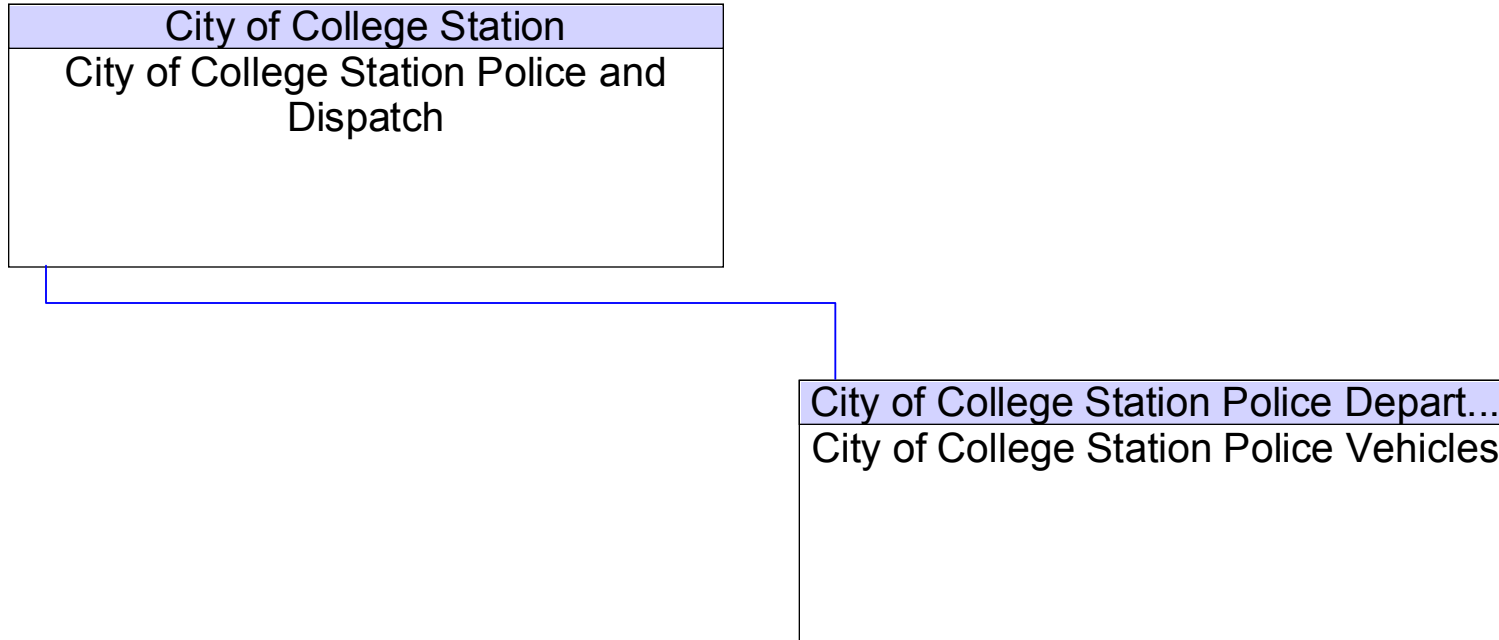 City of College Station
City of College Station Police and
Dispatch
City of College Station Police Depart...
City of College Station Police Vehicles